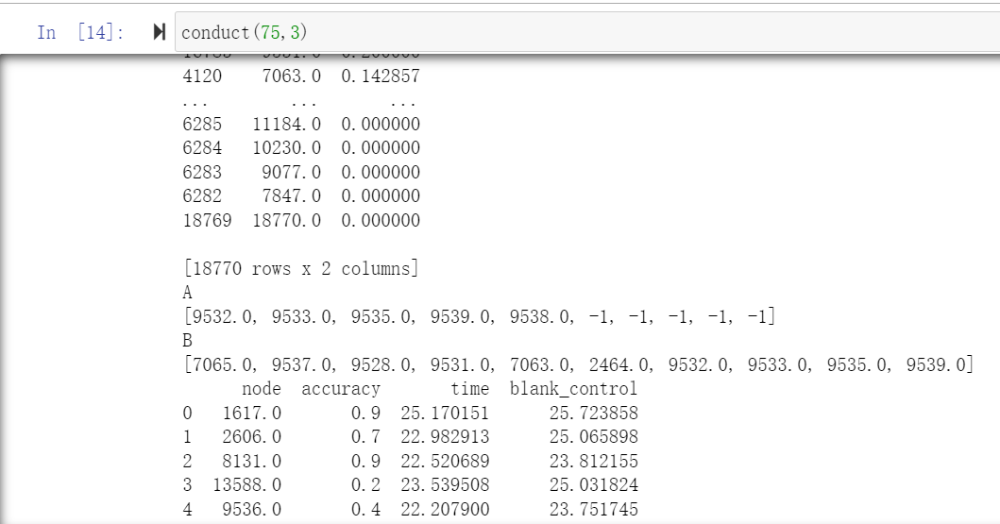 In [14]: conduct(75,3)
4120 7063.0 0.142857
... ... ...
6285 11184.0 0.000000
6284 10230.0 0.000000
6283 9077.0 0.000000
6282 7847.0 0.000000
18769 18770.0 0.000000
[18770 rows x 2 columns]
A
[9532.0, 9533.0, 9535.0, 9539.0, 9538.0, -1, -1, -1, -1, -1]
B
[7065.0, 9537.0, 9528.0, 9531.0, 7063.0, 2464.0, 9532.0, 9533.0, 9535.0, 9539.0]
node accuracy time blank_control
0 1617.0 0.9 25.170151 25.723858
1 2606.0 0.7 22.982913 25.065898
2 8131.0 0.9 22.520689 23.812155
3 13588.0 0.2 23.539508 25.031824
4 9536.0 0.4 22.207900 23.751745